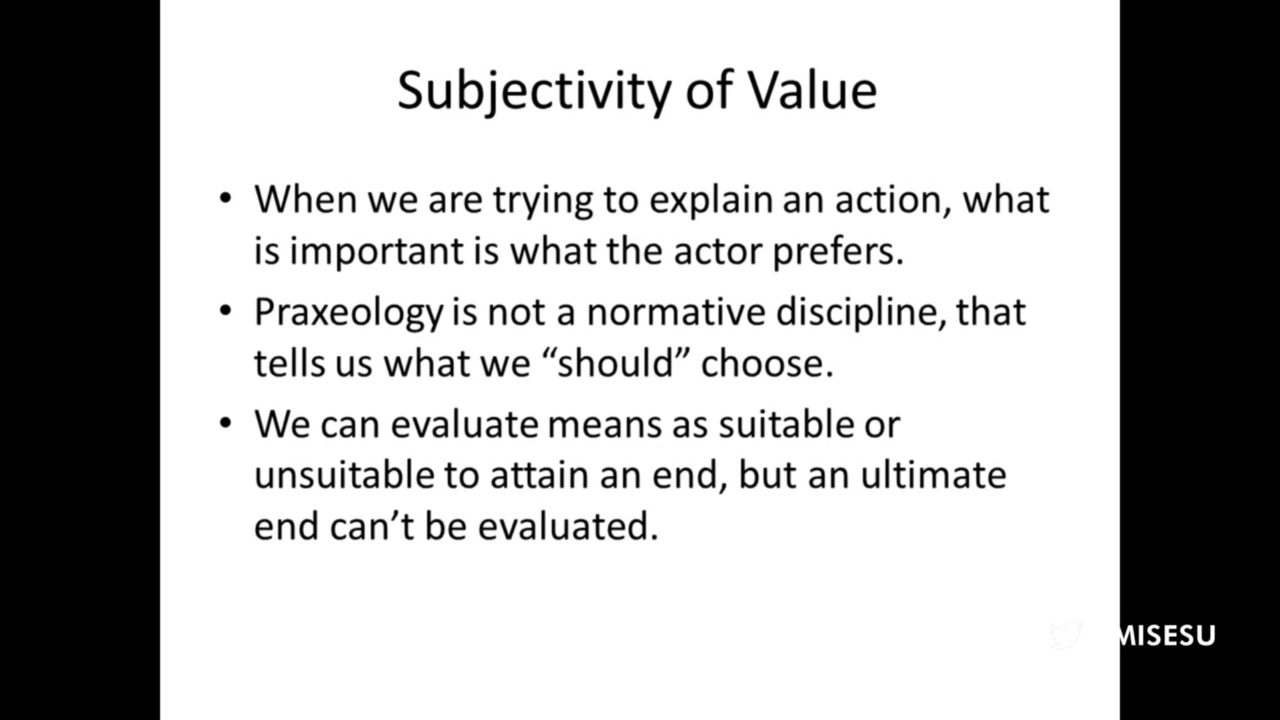 Subjectivity of Value
• When we are trying to explain an action, what
is important is what the actor prefers.
• Praxeology is not a normative discipline, that
tells us what we “should” choose.
• We can evaluate means as suitable or
unsuitable to attain an end, but an ultimate
end can’t be evaluated.
MISESU